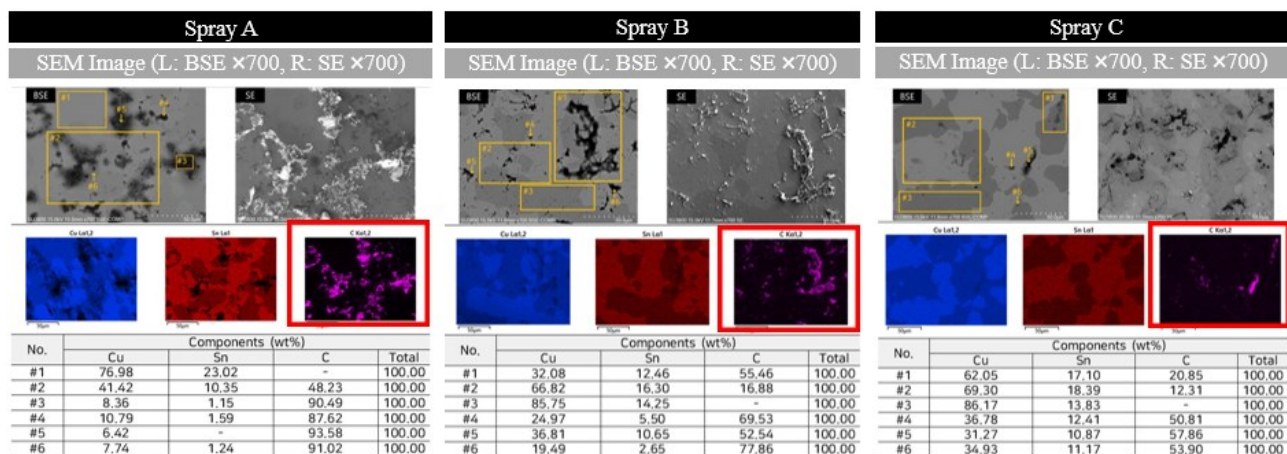 Spray A
SEM Image (L: BSE ×700, R: SE ×700)
BSE
#1
#5
#4
#2
#3
#6
SE
Cu Lα1,2
Sn Lα1
C Kα1,2
50μm
50μm
No.
Components (wt%)
Cu Sn C Total
#1 76,98 23,02 - 100,00
#2 41,42 10,35 48,23 100,00
#3 8,36 1,15 90,49 100,00
#4 10,79 1,59 87,62 100,00
#5 6,42 - 93,58 100,00
#6 7,74 1,24 91,02 100,00
Spray B
SEM Image (L: BSE ×700, R: SE ×700)
BSE
#1
#2
#3
SE
Cu Lα1,2
Sn Lα1
C Kα1,2
50μm
50μm
No.
Components (wt%)
Cu Sn C Total
#1 32,08 12,46 55,46 100,00
#2 66,82 16,30 16,88 100,00
#3 85,75 14,25 - 100,00
#4 24,97 5,50 69,53 100,00
#5 36,81 10,65 52,54 100,00
#6 19,49 2,65 77,86 100,00
Spray C
SEM Image (L: BSE ×700, R: SE ×700)
BSE
#1
#2
#4
#5
#3
#6
SE
Cu Lα1,2
Sn Lα1
C Kα1,2
50μm
50μm
No.
Components (wt%)
Cu Sn C Total
#1 62,05 17,10 20,85 100,00
#2 69,30 18,39 12,31 100,00
#3 86,17 13,83 - 100,00
#4 36,78 12,41 50,81 100,00
#5 31,27 10,87 57,86 100,00
#6 34,93 11,17 53,90 100,00